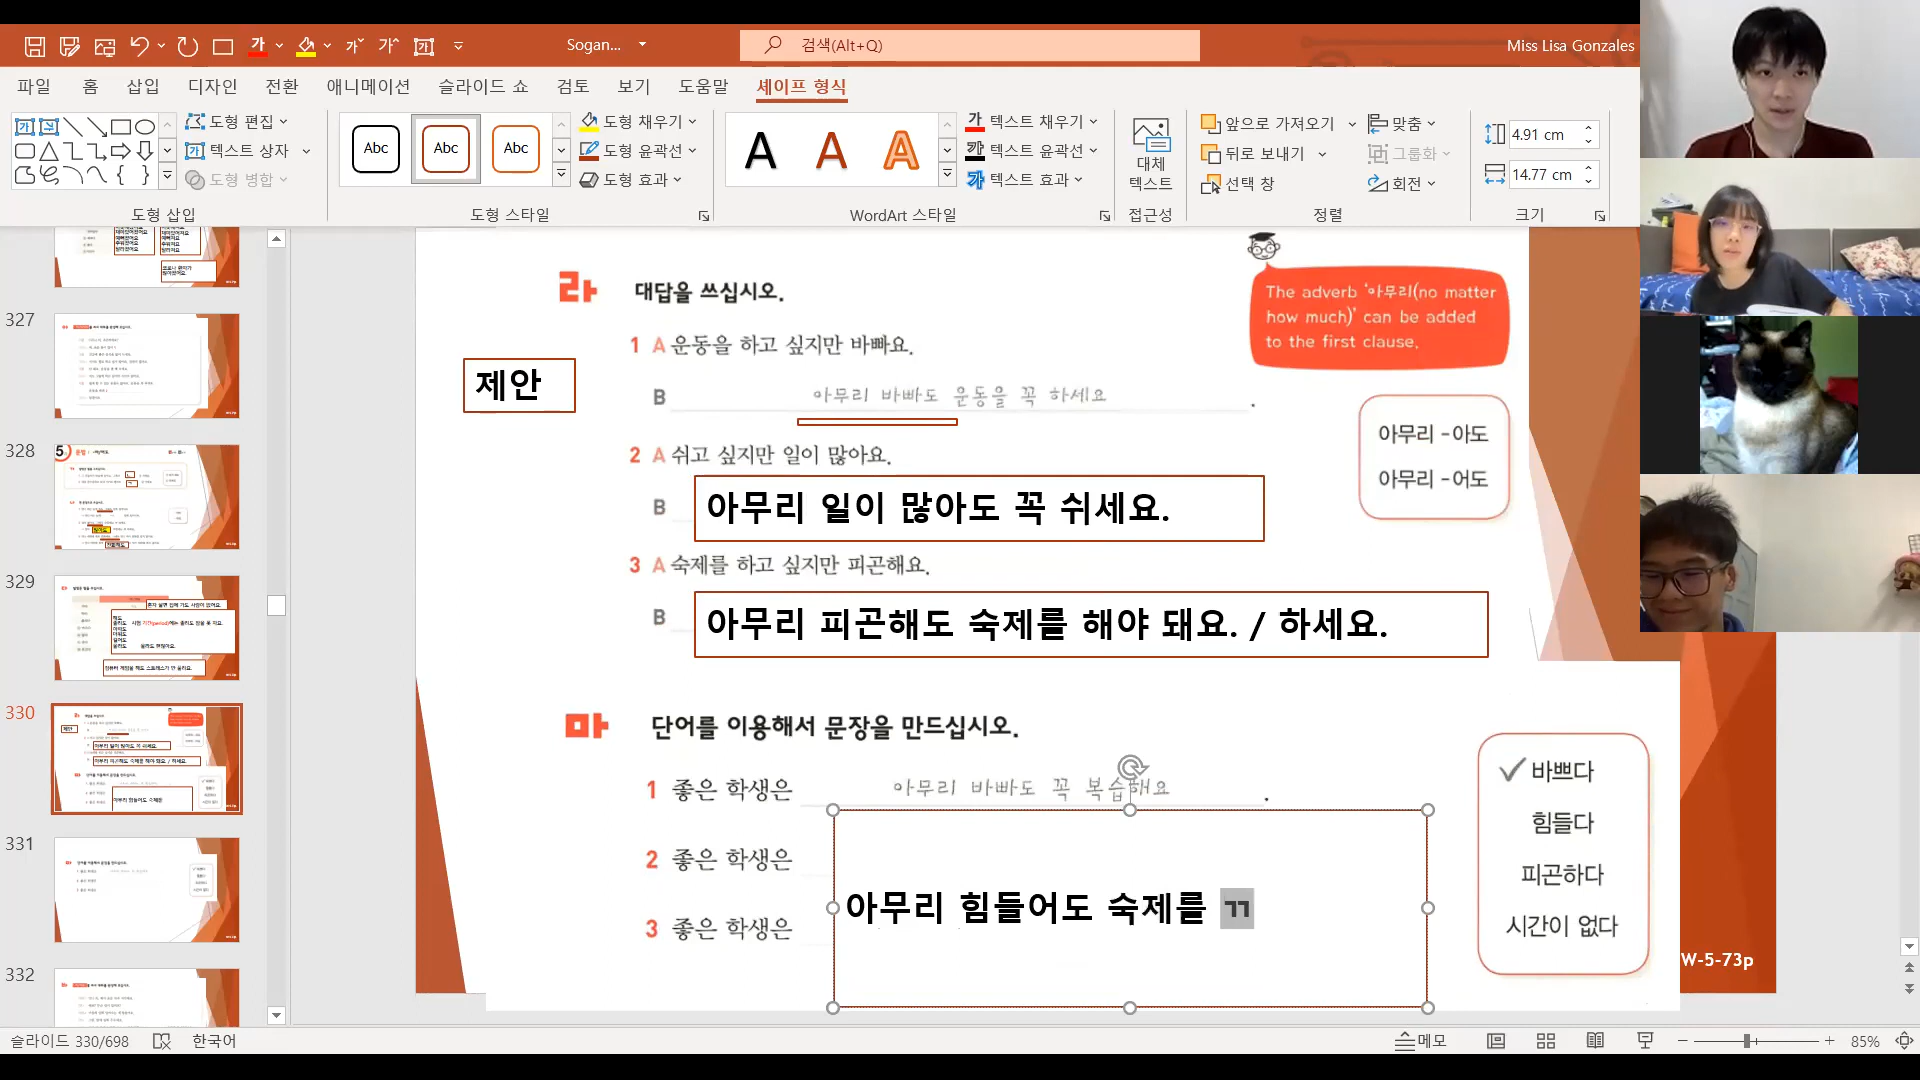 Sogan...
검색(Alt+Q)
Miss Lisa Gonzales
파일 홈 삽입 디자인 전환 애니메이션 슬라이드 쇼 검토 보기 도움말 셰이프 형식
도형 편집
텍스트 상자
도형 병합
도형 삽입
Abc Abc Abc
도형 채우기
도형 윤곽선
도형 효과
도형 스타일
A A A
텍스트 채우기
텍스트 윤곽선
텍스트 효과
WordArt 스타일
대체
텍스트
접근성
앞으로 가져오기
뒤로 보내기
선택 창
맞춤
그룹화
회전
정렬
4.91 cm
14.77 cm
크기
327
328
329
330
331
332
라 대답을 쓰십시오.
The adverb '아무리(no matter
how much)' can be added
to the first clause.
1 A 운동을 하고 싶지만 바빠요.
제안
B 아무리 바빠도 운동을 꼭 하세요.
아무리 -아도
아무리 -어도
2 A 쉬고 싶지만 일이 많아요.
B 아무리 일이 많아도 꼭 쉬세요.
3 A 숙제를 하고 싶지만 피곤해요.
B 아무리 피곤해도 숙제를 해야 돼요. / 하세요.
마 단어를 이용해서 문장을 만드십시오.
1 좋은 학생은 아무리 바빠도 꼭 복습해요.
2 좋은 학생은
아무리 힘들어도 숙제를 ㄲ
3 좋은 학생은
바쁘다
힘들다
피곤하다
시간이 없다
W-5-73p
슬라이드 330/698 한국어
메모
85%